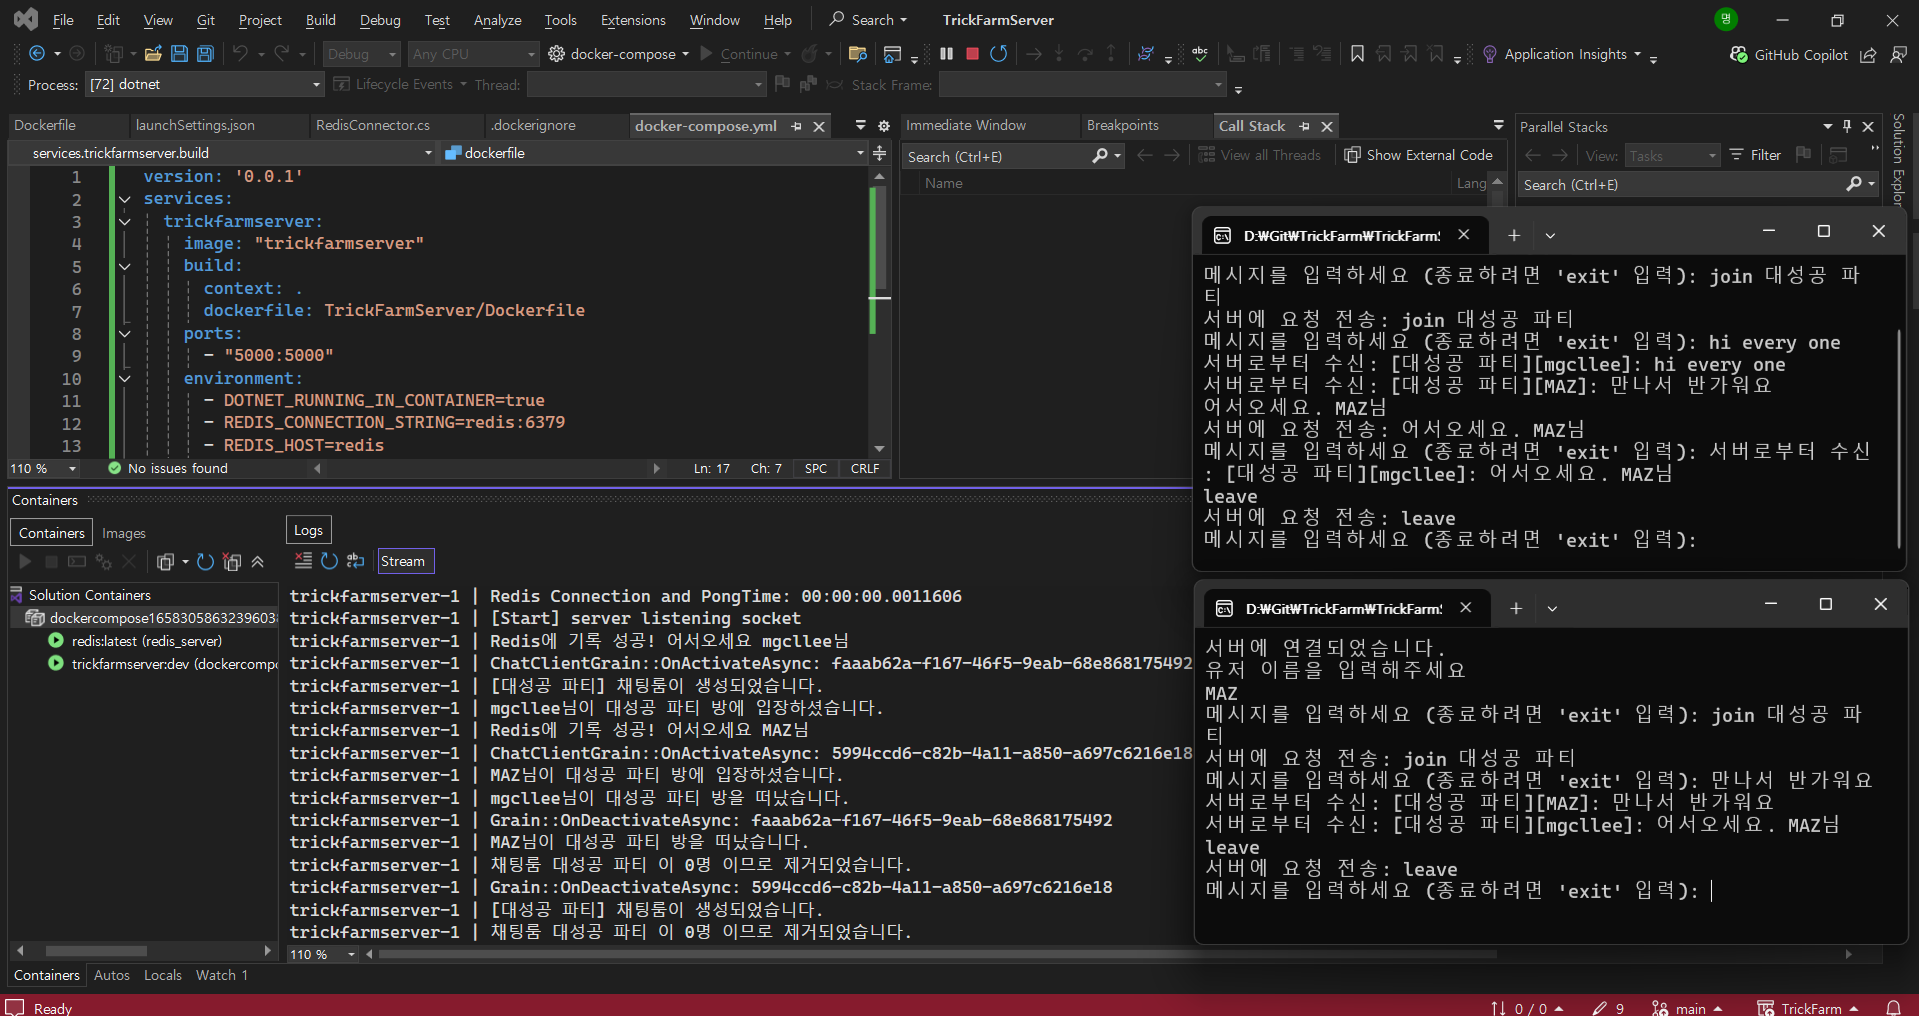 File Edit View Git Project Build Debug Test Analyze Tools Extensions Window Help Search TrickFarmServer 명
Debug Any CPU docker-compose Continue Application Insights GitHub Copilot
Process: [72] dotnet Lifecycle Events Thread: Stack Frame:
Dockerfile launchSettings.json RedisConnector.cs .dockerignore docker-compose.yml
services.trickfarmserver.build dockerfile
1 version: '0.0.1'
2 services:
3 trickfarmserver:
4 image: "trickfarmserver"
5 build:
6 context: .
7 dockerfile: TrickFarmServer/Dockerfile
8 ports:
9 - "5000:5000"
10 environment:
11 - DOTNET_RUNNING_IN_CONTAINER=true
12 - REDIS_CONNECTION_STRING=redis:6379
13 - REDIS_HOST=redis
110 % No issues found Ln: 17 Ch: 7 SPC CRLF
Immediate Window Breakpoints Call Stack
Search (Ctrl+E) View all Threads Show External Code
Name Lang
Parallel Stacks
View: Tasks Filter
Search (Ctrl+E)
Solution Explor
D:\Git\TrickFarm\TrickFarmS
메시지를 입력하세요 (종료하려면 'exit' 입력): join 대성공 파
티
서버에 요청 전송: join 대성공 파티
메시지를 입력하세요 (종료하려면 'exit' 입력): hi every one
서버로부터 수신: [대성공 파티][mgcllee]: hi every one
서버로부터 수신: [대성공 파티][MAZ]: 만나서 반가워요
어서오세요. MAZ님
서버에 요청 전송: 어서오세요. MAZ님
메시지를 입력하세요 (종료하려면 'exit' 입력): 서버로부터 수신
: [대성공 파티][mgcllee]: 어서오세요. MAZ님
leave
서버에 요청 전송: leave
메시지를 입력하세요 (종료하려면 'exit' 입력):
D:\Git\TrickFarm\TrickFarmS
서버에 연결되었습니다.
유저 이름을 입력해주세요
MAZ
메시지를 입력하세요 (종료하려면 'exit' 입력): join 대성공 파
티
서버에 요청 전송: join 대성공 파티
메시지를 입력하세요 (종료하려면 'exit' 입력): 만나서 반가워요
서버로부터 수신: [대성공 파티][MAZ]: 만나서 반가워요
서버로부터 수신: [대성공 파티][mgcllee]: 어서오세요. MAZ님
leave
서버에 요청 전송: leave
메시지를 입력하세요 (종료하려면 'exit' 입력):
Containers
Containers Images
Solution Containers
dockercompose1658305863239603
redis:latest (redis_server)
trickfarmserver:dev (dockercompo
Logs
Stream
trickfarmserver-1 | Redis Connection and PongTime: 00:00:00.0011606
trickfarmserver-1 | [Start] server listening socket
trickfarmserver-1 | Redis에 기록 성공! 어서오세요 mgcllee님
trickfarmserver-1 | ChatClientGrain::OnActivateAsync: faaab62a-f167-46f5-9eab-68e868175492
trickfarmserver-1 | [대성공 파티] 채팅룸이 생성되었습니다.
trickfarmserver-1 | mgcllee님이 대성공 파티 방에 입장하셨습니다.
trickfarmserver-1 | Redis에 기록 성공! 어서오세요 MAZ님
trickfarmserver-1 | ChatClientGrain::OnActivateAsync: 5994ccd6-c82b-4a11-a850-a697c6216e18
trickfarmserver-1 | MAZ님이 대성공 파티 방에 입장하셨습니다.
trickfarmserver-1 | mgcllee님이 대성공 파티 방을 떠났습니다.
trickfarmserver-1 | Grain::OnDeactivateAsync: faaab62a-f167-46f5-9eab-68e868175492
trickfarmserver-1 | MAZ님이 대성공 파티 방을 떠났습니다.
trickfarmserver-1 | 채팅룸 대성공 파티 이 0명 이므로 제거되었습니다.
trickfarmserver-1 | Grain::OnDeactivateAsync: 5994ccd6-c82b-4a11-a850-a697c6216e18
trickfarmserver-1 | [대성공 파티] 채팅룸이 생성되었습니다.
trickfarmserver-1 | 채팅룸 대성공 파티 이 0명 이므로 제거되었습니다.
110 %
Containers Autos Locals Watch 1
Ready 0 / 0 9 main TrickFarm